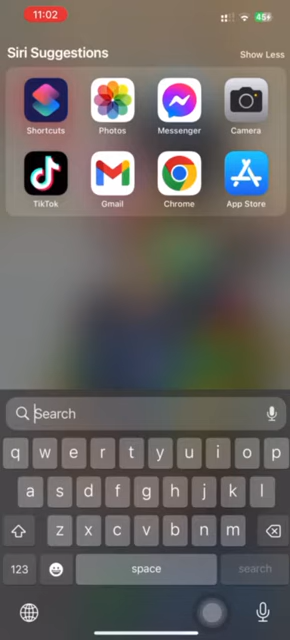 11:02
45
Siri Suggestions
Show Less
Shortcuts
Photos
Messenger
Camera
TikTok
Gmail
Chrome
App Store
Search
q w e r t y u i o p
a s d f g h j k l
z x c v b n m
123
space
search